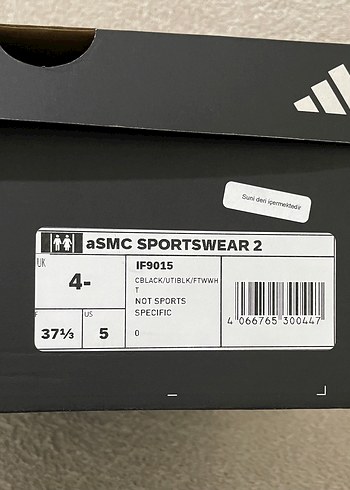 Suni deri içermektedir
aSMC SPORTSWEAR 2
UK
4-
F
37⅓
US
5
IF9015
CBLACK/UTIBLK/FTWWH
T
NOT SPORTS
SPECIFIC
0
4 066765 300447